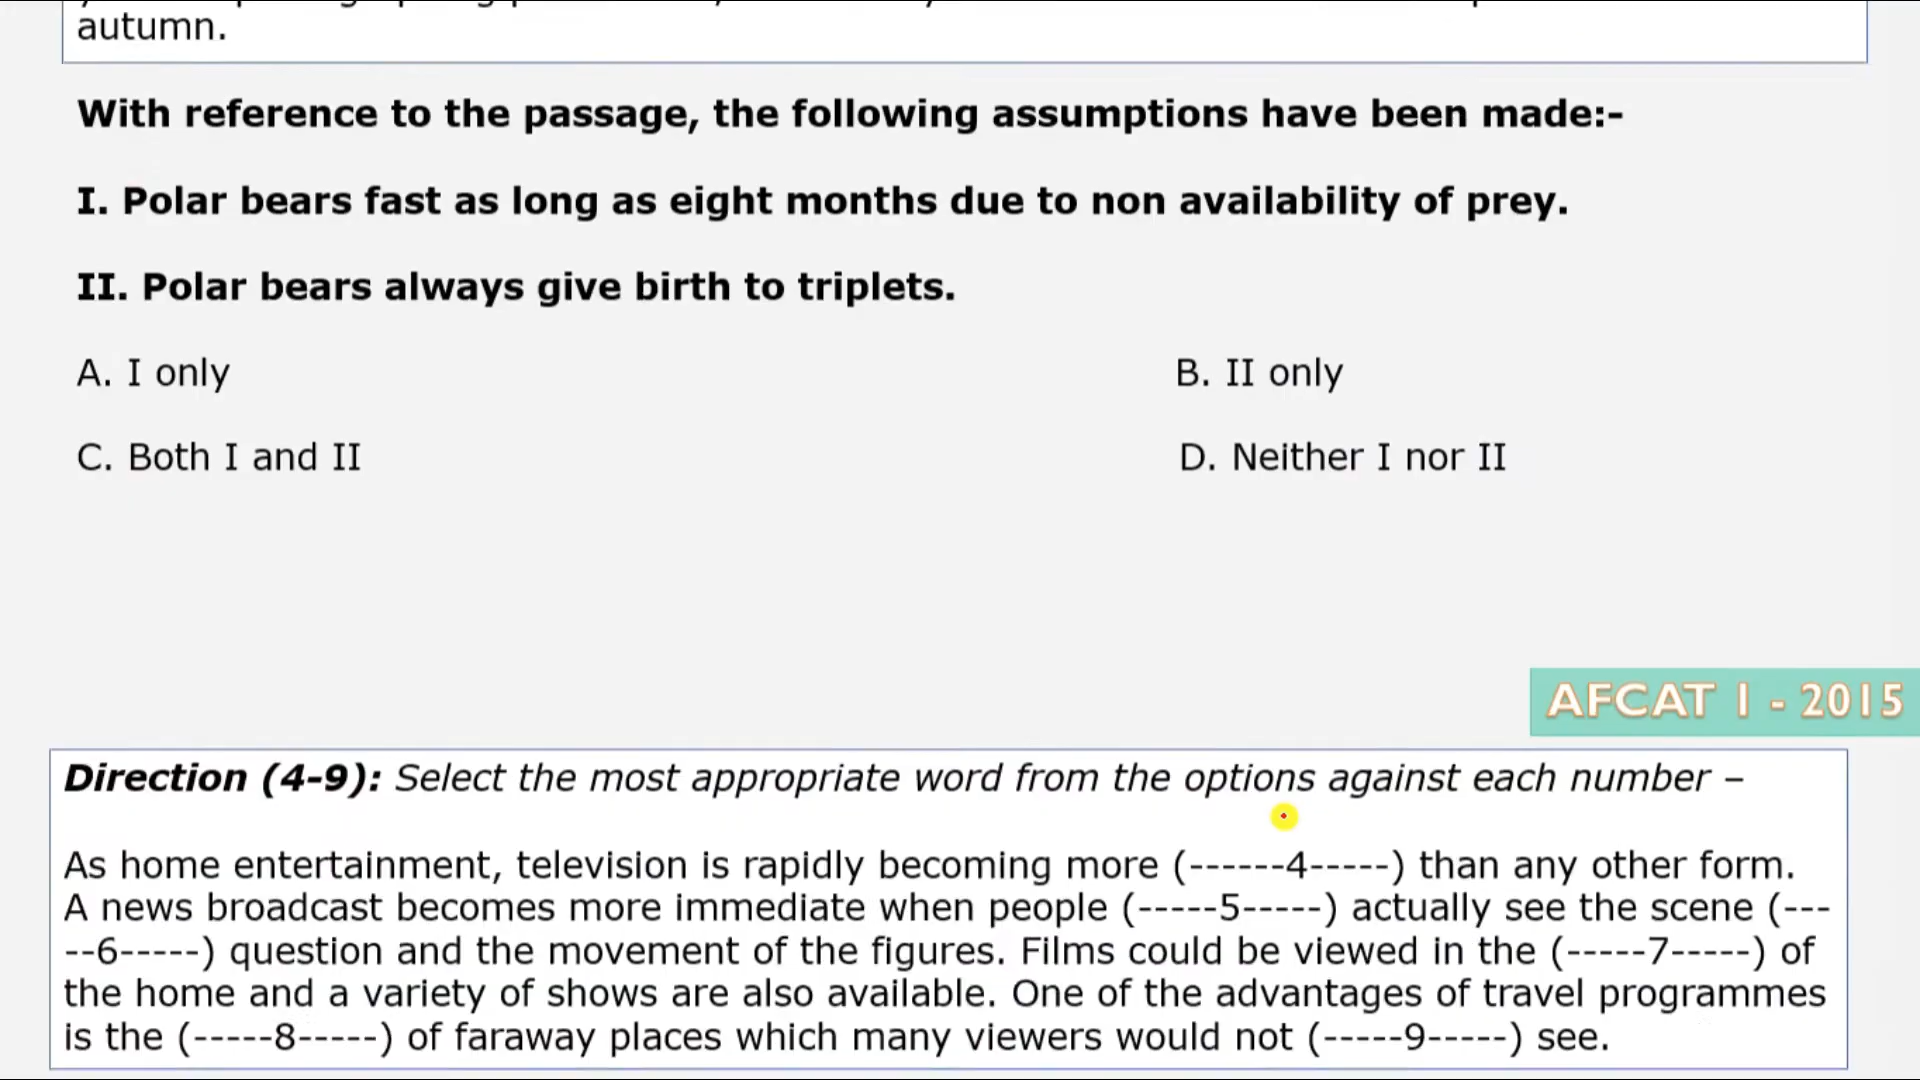 autumn.
With reference to the passage, the following assumptions have been made:-
I. Polar bears fast as long as eight months due to non availability of prey.
II. Polar bears always give birth to triplets.
A. I only
B. II only
C. Both I and II
D. Neither I nor II
AFCAT 1 - 2015
Direction (4-9): Select the most appropriate word from the options against each number –
As home entertainment, television is rapidly becoming more (------4-----) than any other form.
A news broadcast becomes more immediate when people (-----5-----) actually see the scene (---
--6-----) question and the movement of the figures. Films could be viewed in the (-----7-----) of
the home and a variety of shows are also available. One of the advantages of travel programmes
is the (-----8-----) of faraway places which many viewers would not (-----9-----) see.